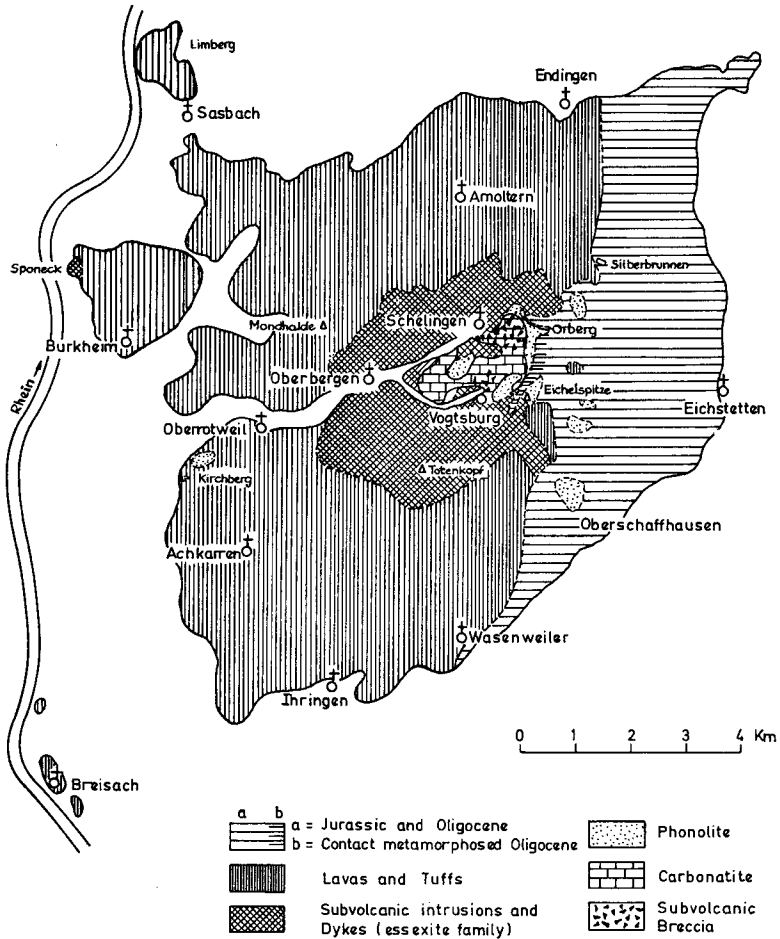 Limberg
Sasbach
Endingen
Amoltern
Sponeck
Silberbrunnen
Mondhalde
Schelingen
Orberg
Burkheim
Rhein
Oberbergen
Eichelspitze
Eichstetten
Vogtsburg
Oberrotweil
Totenkopf
Kirchberg
Oberschaffhausen
Achkarren
Wasenweiler
Ihringen
0 1 2 3 4 Km
Breisach
a b
a = Jurassic and Oligocene
b = Contact metamorphosed Oligocene
Lavas and Tuffs
Subvolcanic intrusions and
Dykes (essexite family)
Phonolite
Carbonatite
Subvolcanic
Breccia